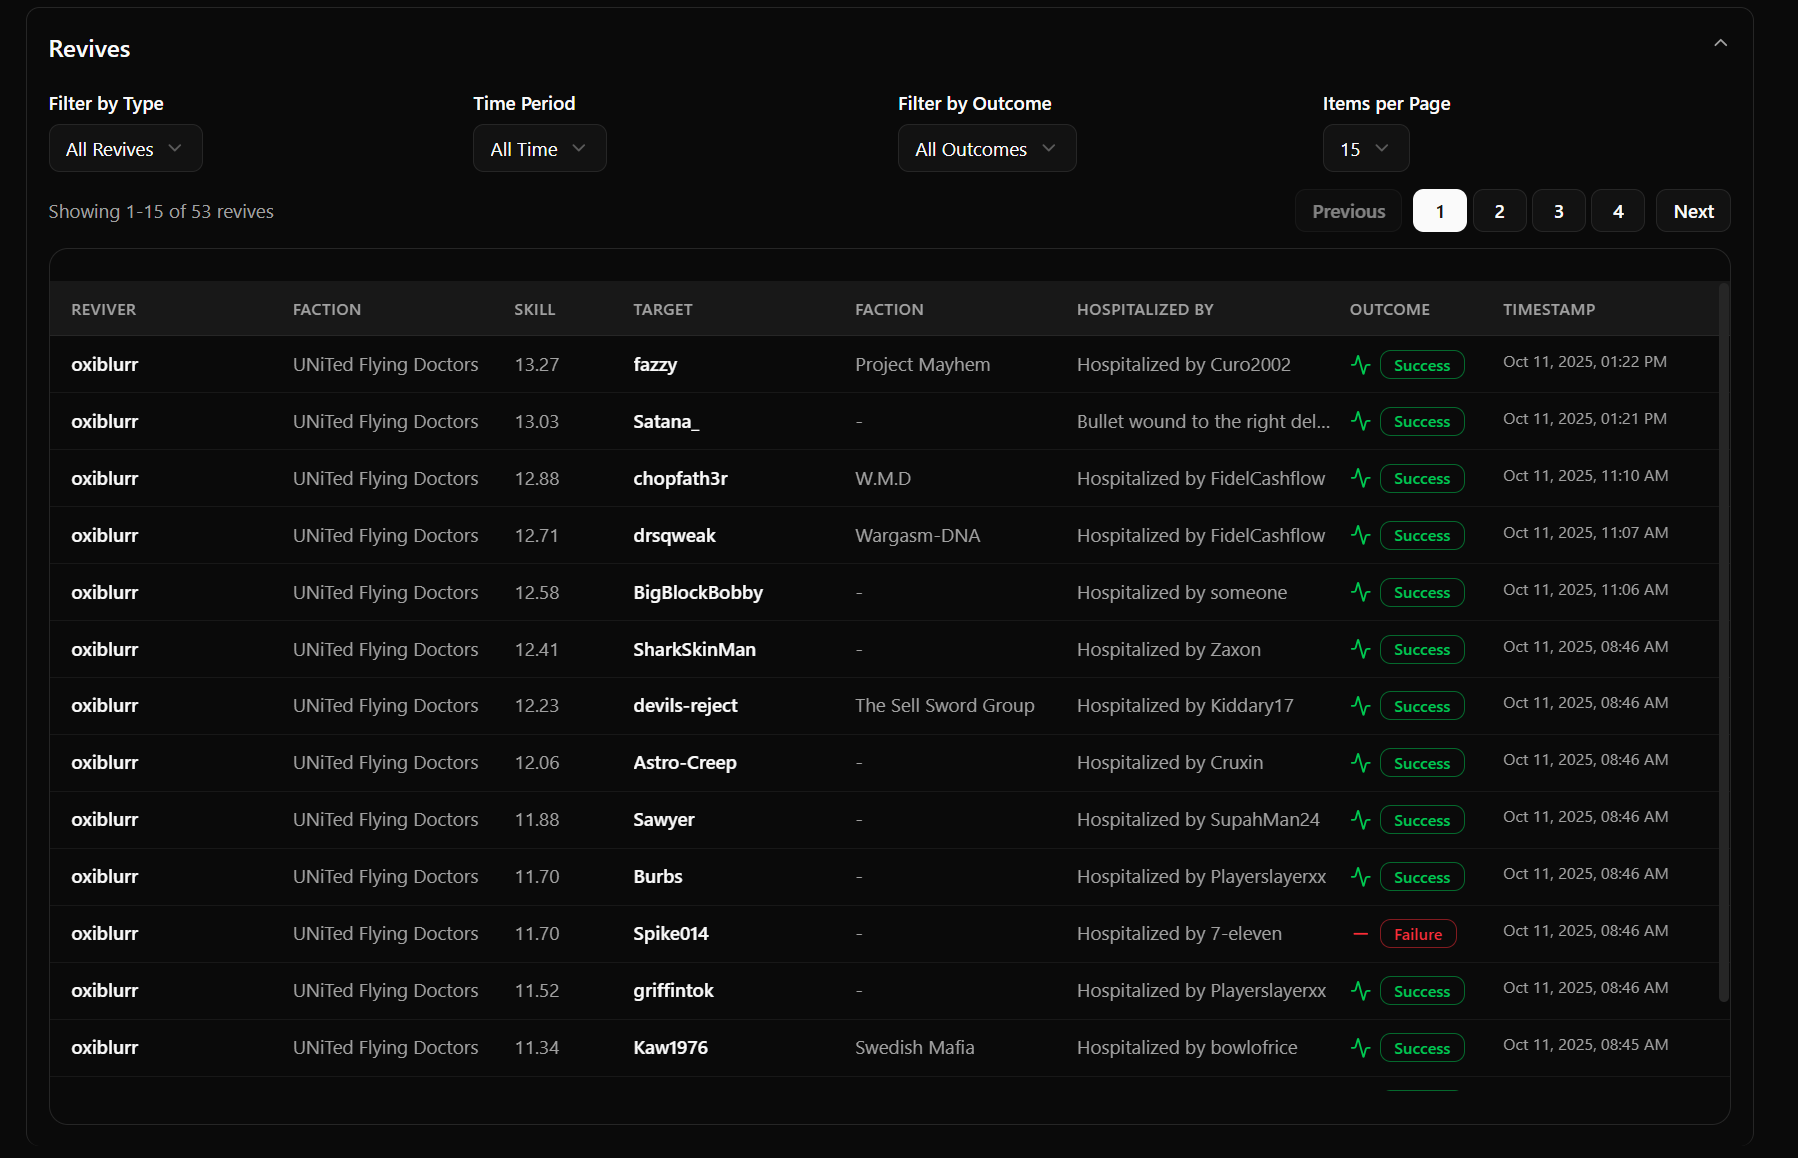 Revives
Filter by Type Time Period Filter by Outcome Items per Page
All Revives All Time All Outcomes 15
Showing 1-15 of 53 revives Previous 1 2 3 4 Next
REVIVER FACTION SKILL TARGET FACTION HOSPITALIZED BY OUTCOME TIMESTAMP
oxiblurr UNiTed Flying Doctors 13.27 fazzy Project Mayhem Hospitalized by Curo2002 Success Oct 11, 2025, 01:22 PM
oxiblurr UNiTed Flying Doctors 13.03 Satana_ - Bullet wound to the right del... Success Oct 11, 2025, 01:21 PM
oxiblurr UNiTed Flying Doctors 12.88 chopfath3r W.M.D Hospitalized by FidelCashflow Success Oct 11, 2025, 11:10 AM
oxiblurr UNiTed Flying Doctors 12.71 drsqweak Wargasm-DNA Hospitalized by FidelCashflow Success Oct 11, 2025, 11:07 AM
oxiblurr UNiTed Flying Doctors 12.58 BigBlockBobby - Hospitalized by someone Success Oct 11, 2025, 11:06 AM
oxiblurr UNiTed Flying Doctors 12.41 SharkSkinMan - Hospitalized by Zaxon Success Oct 11, 2025, 08:46 AM
oxiblurr UNiTed Flying Doctors 12.23 devils-reject The Sell Sword Group Hospitalized by Kiddary17 Success Oct 11, 2025, 08:46 AM
oxiblurr UNiTed Flying Doctors 12.06 Astro-Creep - Hospitalized by Cruxin Success Oct 11, 2025, 08:46 AM
oxiblurr UNiTed Flying Doctors 11.88 Sawyer - Hospitalized by SupahMan24 Success Oct 11, 2025, 08:46 AM
oxiblurr UNiTed Flying Doctors 11.70 Burbs - Hospitalized by Playerslayerxx Success Oct 11, 2025, 08:46 AM
oxiblurr UNiTed Flying Doctors 11.70 Spike014 - Hospitalized by 7-eleven Failure Oct 11, 2025, 08:46 AM
oxiblurr UNiTed Flying Doctors 11.52 griffintok - Hospitalized by Playerslayerxx Success Oct 11, 2025, 08:46 AM
oxiblurr UNiTed Flying Doctors 11.34 Kaw1976 Swedish Mafia Hospitalized by bowlofrice Success Oct 11, 2025, 08:45 AM